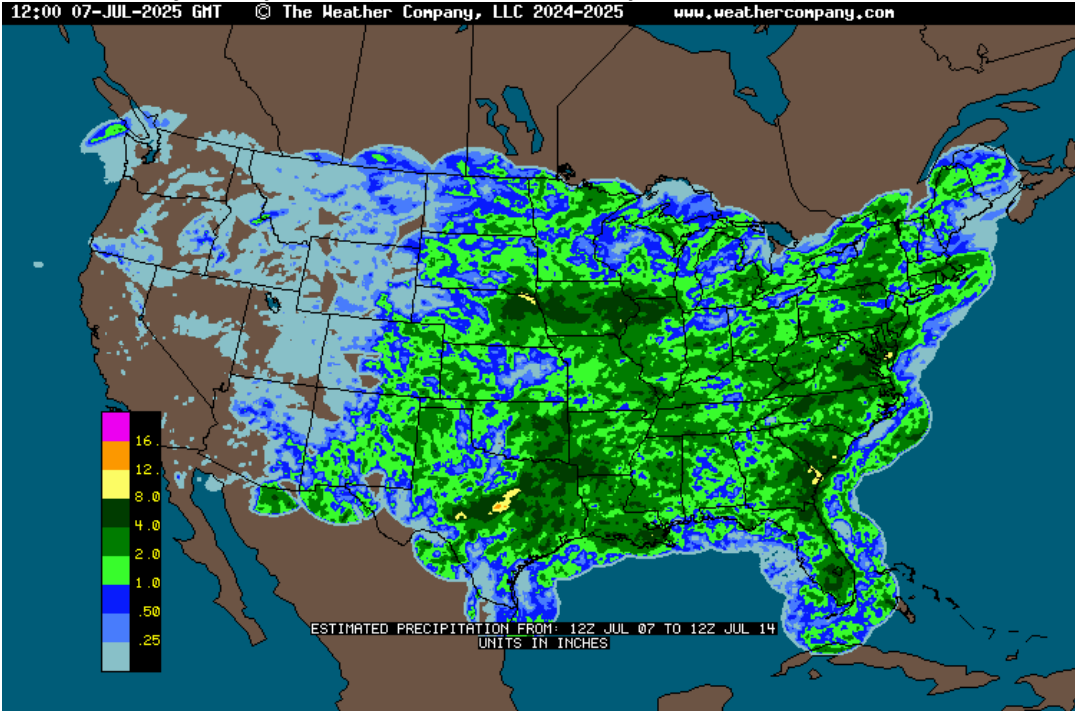 12:00 07-JUL-2025 GMT © The Weather Company, LLC 2024-2025 www.weathercompany.com
16.
12.
8.0
4.0
2.0
1.0
.50
.25
ESTIMATED PRECIPITATION FROM: 12Z JUL 07 TO 12Z JUL 14
UNITS IN INCHES